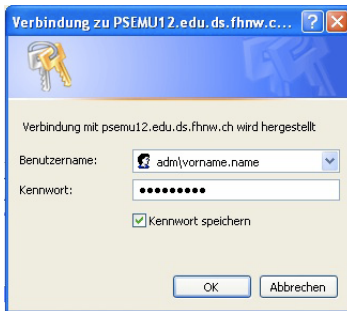 Verbindung zu PSEMU12.edu.ds.fhnw.c...
Verbindung mit psemu12.edu.ds.fhnw.ch wird hergestellt
Benutzername:
adm\vorname.name
Kennwort:
•••••••••
Kennwort speichern
OK
Abbrechen